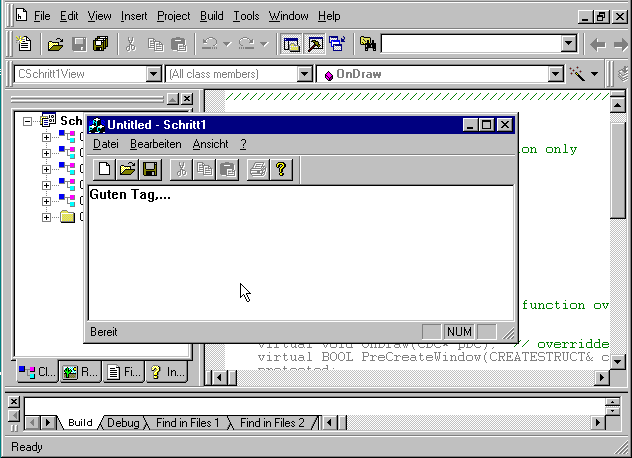 File Edit View Insert Project Build Tools Window Help
CSchritt1View (All class members) OnDraw
////////////////////////////////////////
Sch
Untitled - Schritt1
Datei Bearbeiten Ansicht ?
on only
Guten Tag,...
function ov
Bereit NUM
virtual void OnDraw(CDC* pDC); // overridde
virtual BOOL PreCreateWindow(CREATESTRUCT& c
protected:
Cl... R... Fi... In...
Build Debug Find in Files 1 Find in Files 2
Ready